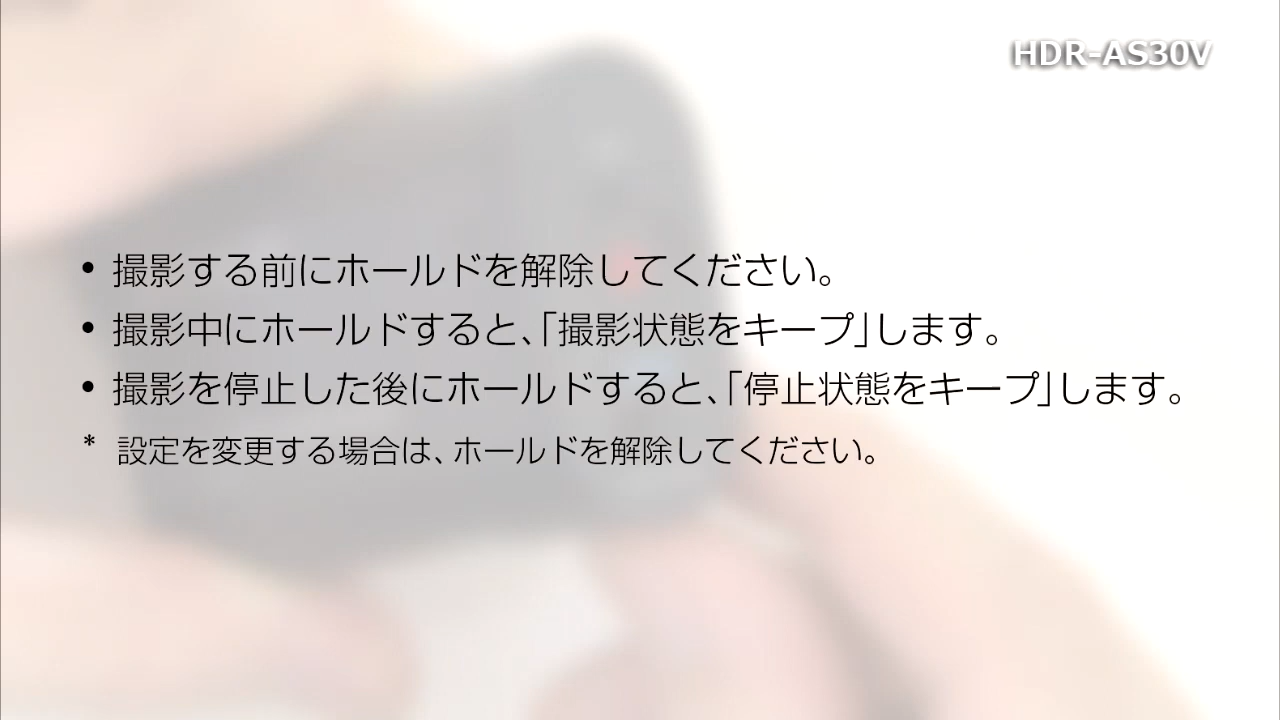 HDR-AS30V
• 撮影する前にホールドを解除してください。
• 撮影中にホールドすると、「撮影状態をキープ」します。
• 撮影を停止した後にホールドすると、「停止状態をキープ」します。
* 設定を変更する場合は、ホールドを解除してください。